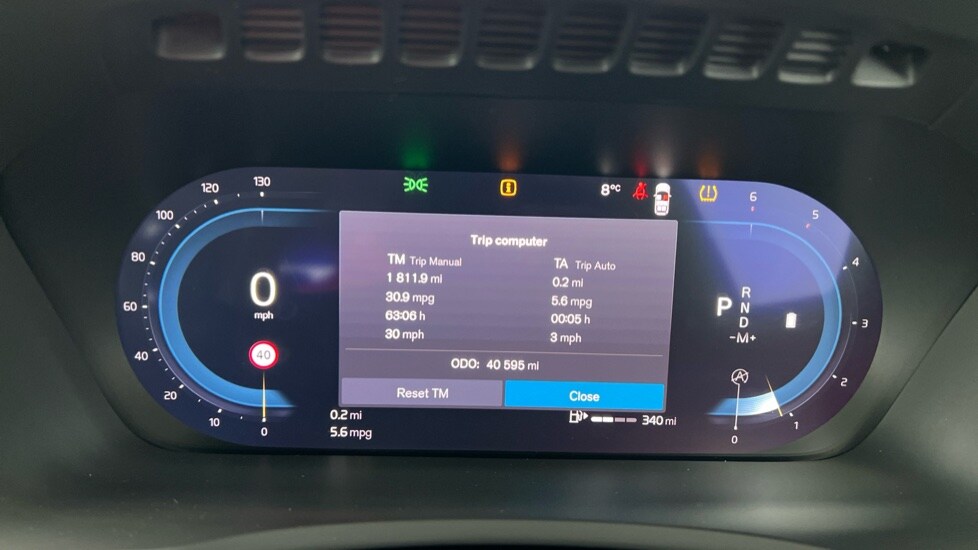 120 130
100
80
60
40
20
10
0
0
mph
40
8°C
Trip computer
TM Trip Manual
1 811.9 mi
30.9 mpg
63:06 h
30 mph
TA Trip Auto
0.2 mi
5.6 mpg
00:05 h
3 mph
ODO: 40 595 mi
Reset TM
Close
0.2 mi
5.6 mpg
340 mi
P
R
N
D
-M+
A
6
5
4
3
2
1
0